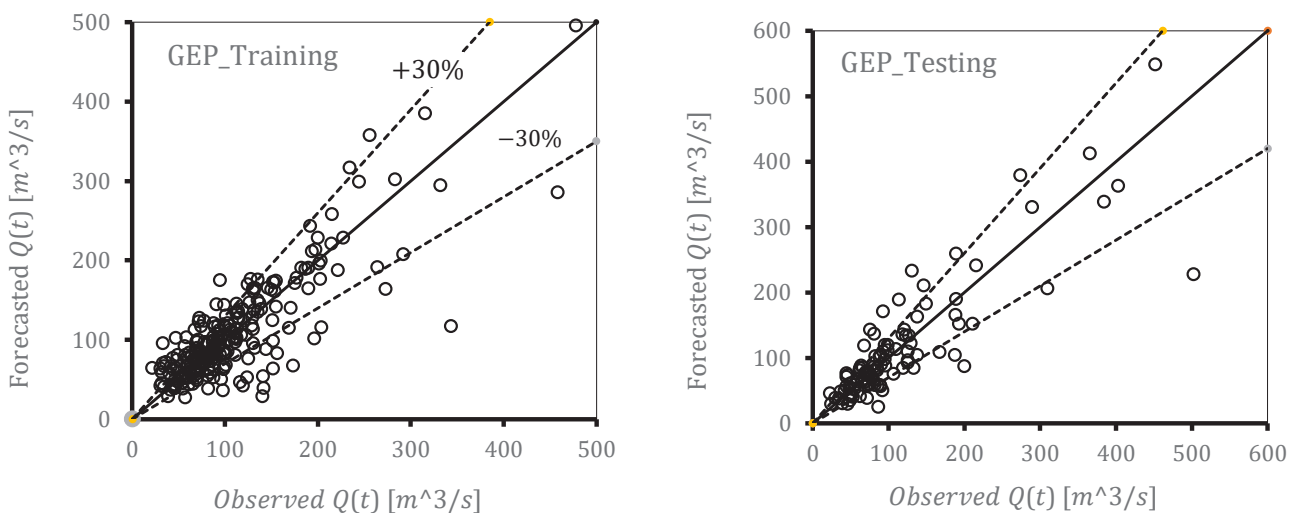 GEP_Training
+30%
−30%
500
400
300
200
100
0
0 100 200 300 400 500
Forecasted Q(t) [m^3/s]
Observed Q(t) [m^3/s]
GEP_Testing
600
500
400
300
200
100
0
0 100 200 300 400 500 600
Forecasted Q(t) [m^3/s]
Observed Q(t) [m^3/s]